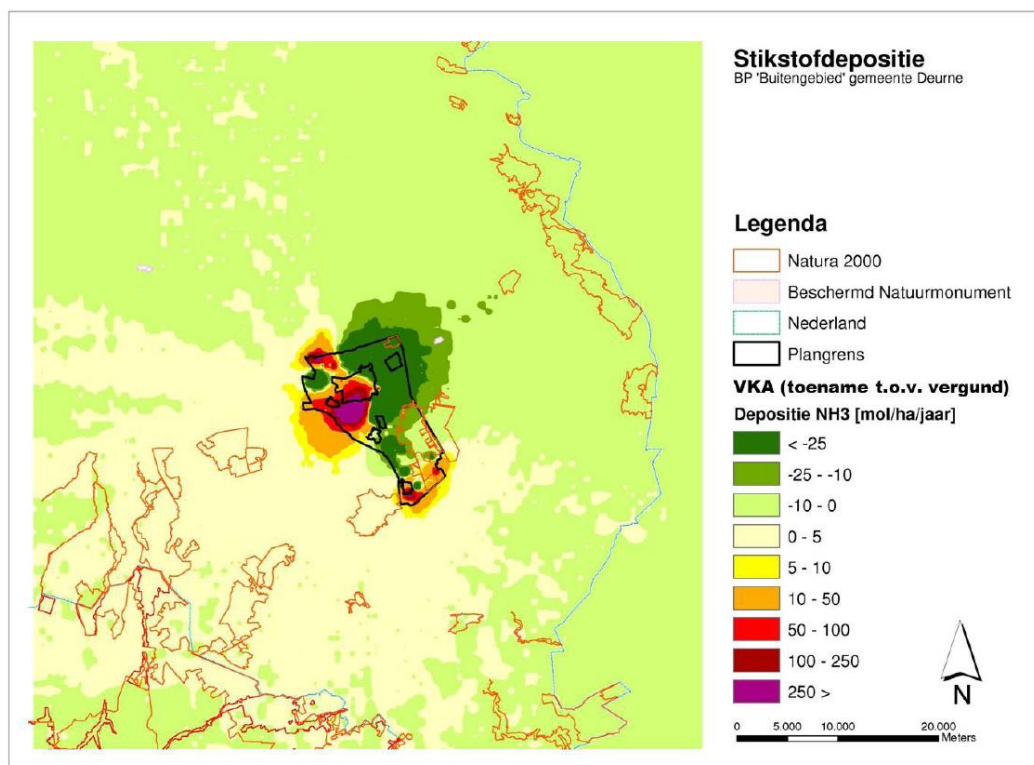 Stikstofdepositie
BP 'Buitengebied' gemeente Deurne
Legenda
Natura 2000
Beschermd Natuurmonument
Nederland
Plangrens
VKA (toename t.o.v. vergund)
Depositie NH3 [mol/ha/jaar]
< -25
-25 - -10
-10 - 0
0 - 5
5 - 10
10 - 50
50 - 100
100 - 250
250 >
N
0 5.000 10.000 20.000
Meters